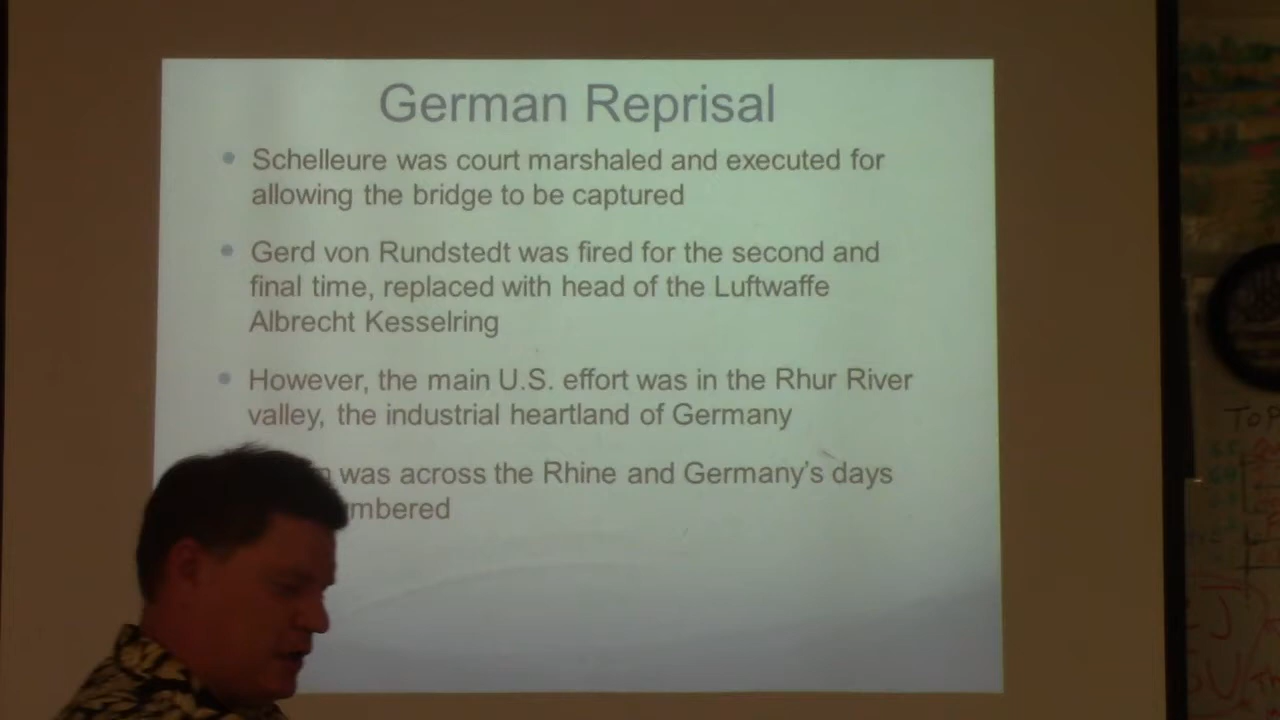 German Reprisal
Schelleure was court marshaled and executed for
allowing the bridge to be captured
Gerd von Rundstedt was fired for the second and
final time, replaced with head of the Luftwaffe
Albrecht Kesselring
However, the main U.S. effort was in the Rhur River
valley, the industrial heartland of Germany
was across the Rhine and Germany's days
TOP